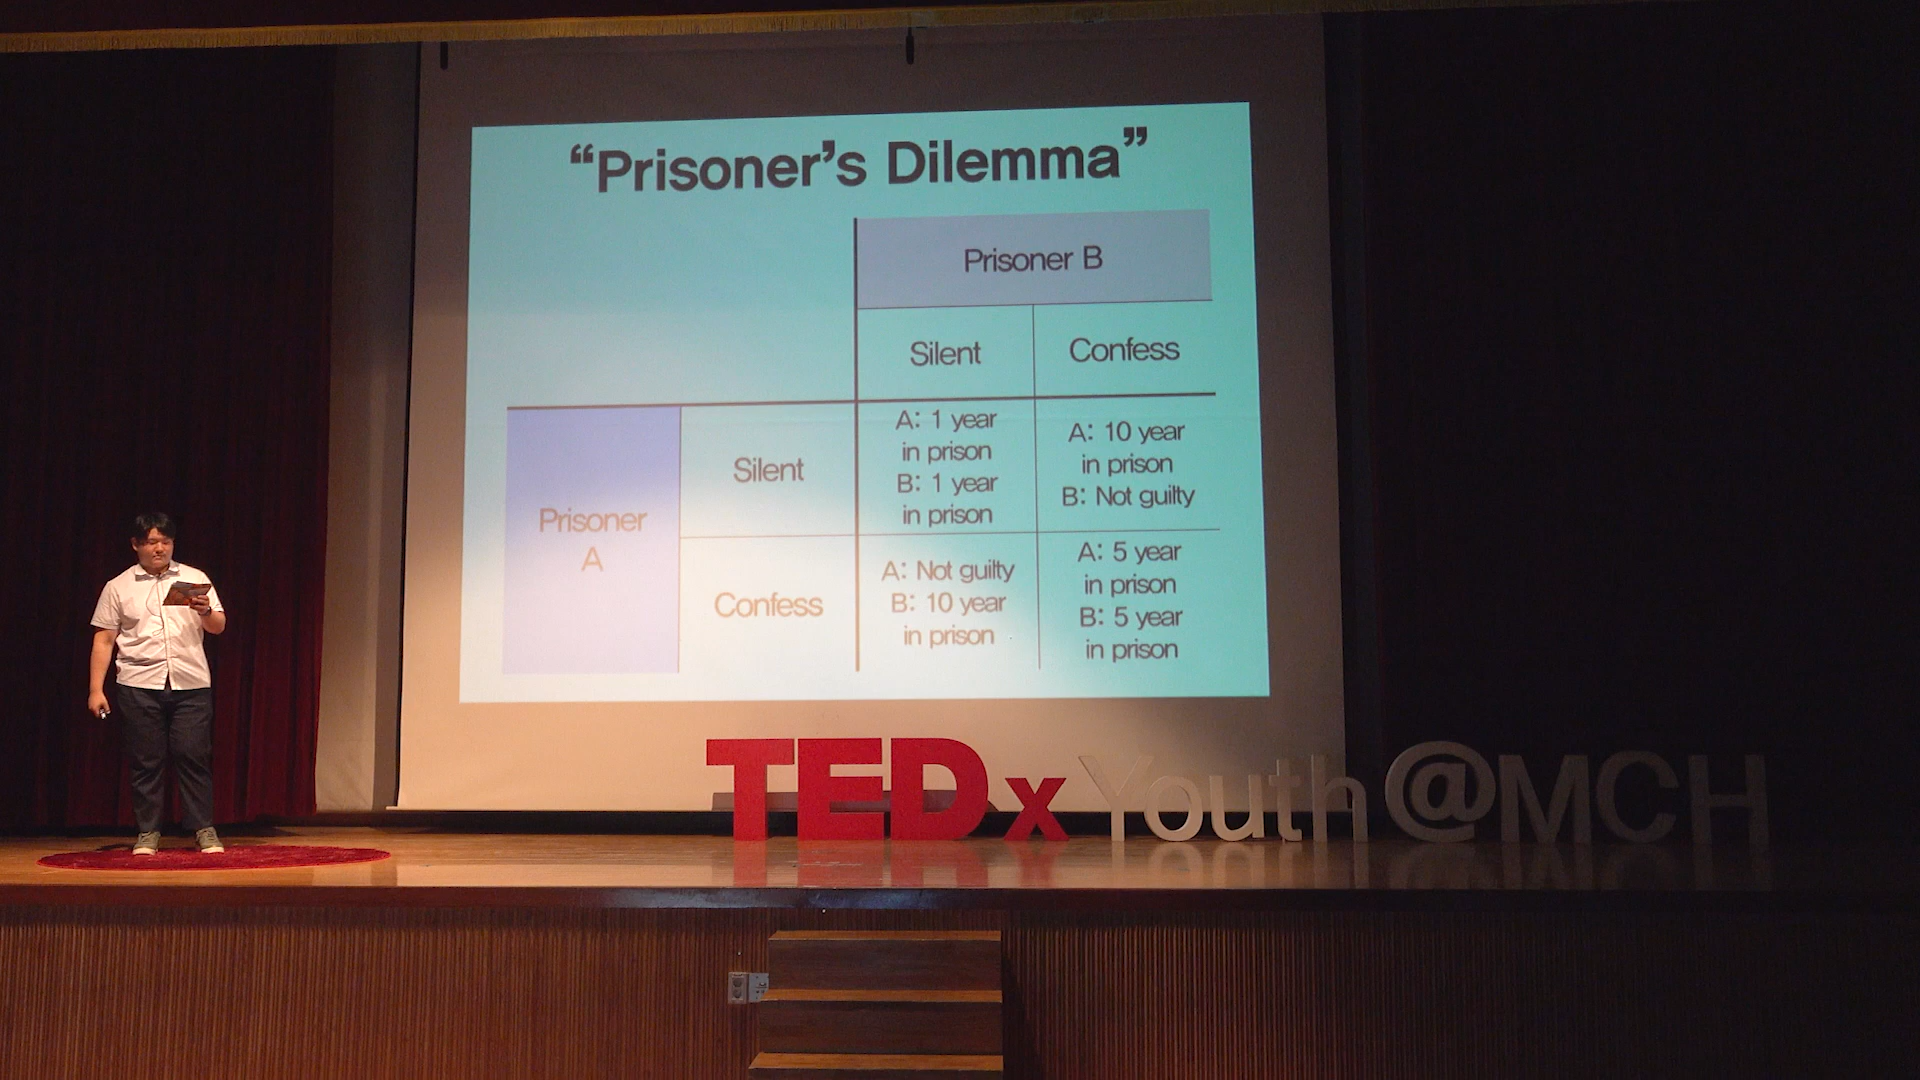 “Prisoner’s Dilemma”
Prisoner B
Silent
Confess
Prisoner
A
Silent
A: 1 year
in prison
B: 1 year
in prison
A: 10 year
in prison
B: Not guilty
Confess
A: Not guilty
B: 10 year
in prison
A: 5 year
in prison
B: 5 year
in prison
TEDxYouth@MCH